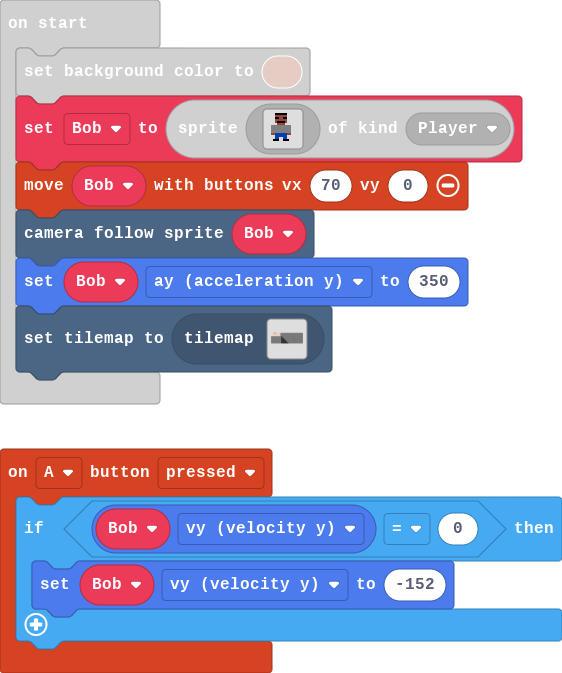 on start
set background color to
set Bob to sprite of kind Player
move Bob with buttons vx 70 vy 0
camera follow sprite Bob
set Bob ay (acceleration y) to 350
set tilemap to tilemap
on A button pressed
if Bob vy (velocity y) = 0 then
set Bob vy (velocity y) to -152